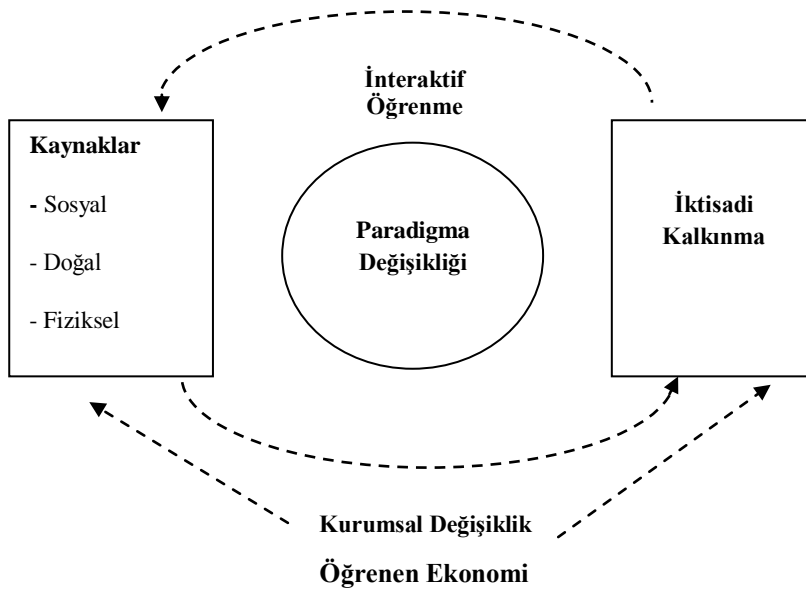 İnteraktif
Öğrenme
Kaynaklar
- Sosyal
- Doğal
- Fiziksel
Paradigma
Değişikliği
İktisadi
Kalkınma
Kurumsal Değişiklik
Öğrenen Ekonomi